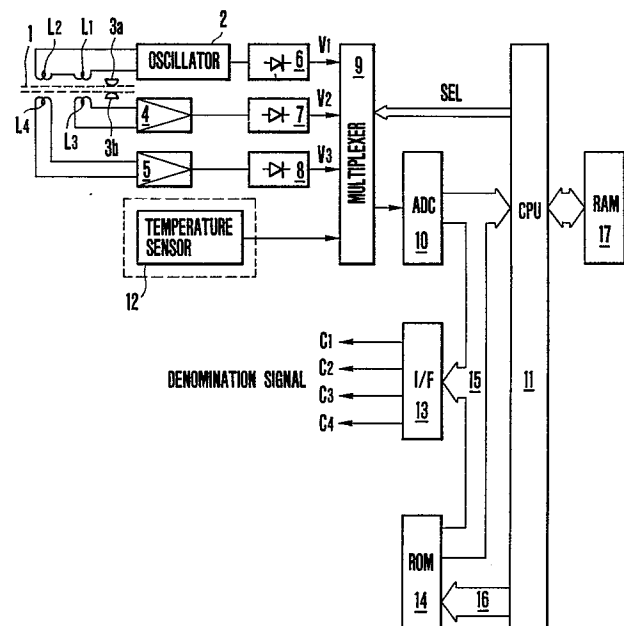 1
L2
L1
3a
2
OSCILLATOR
6
V1
9
MULTIPLEXER
L4
L3
3b
4
7
V2
SEL
5
8
V3
TEMPERATURE
SENSOR
12
ADC
10
CPU
11
RAM
17
DENOMINATION SIGNAL
C1
C2
C3
C4
I/F
13
15
ROM
14
16